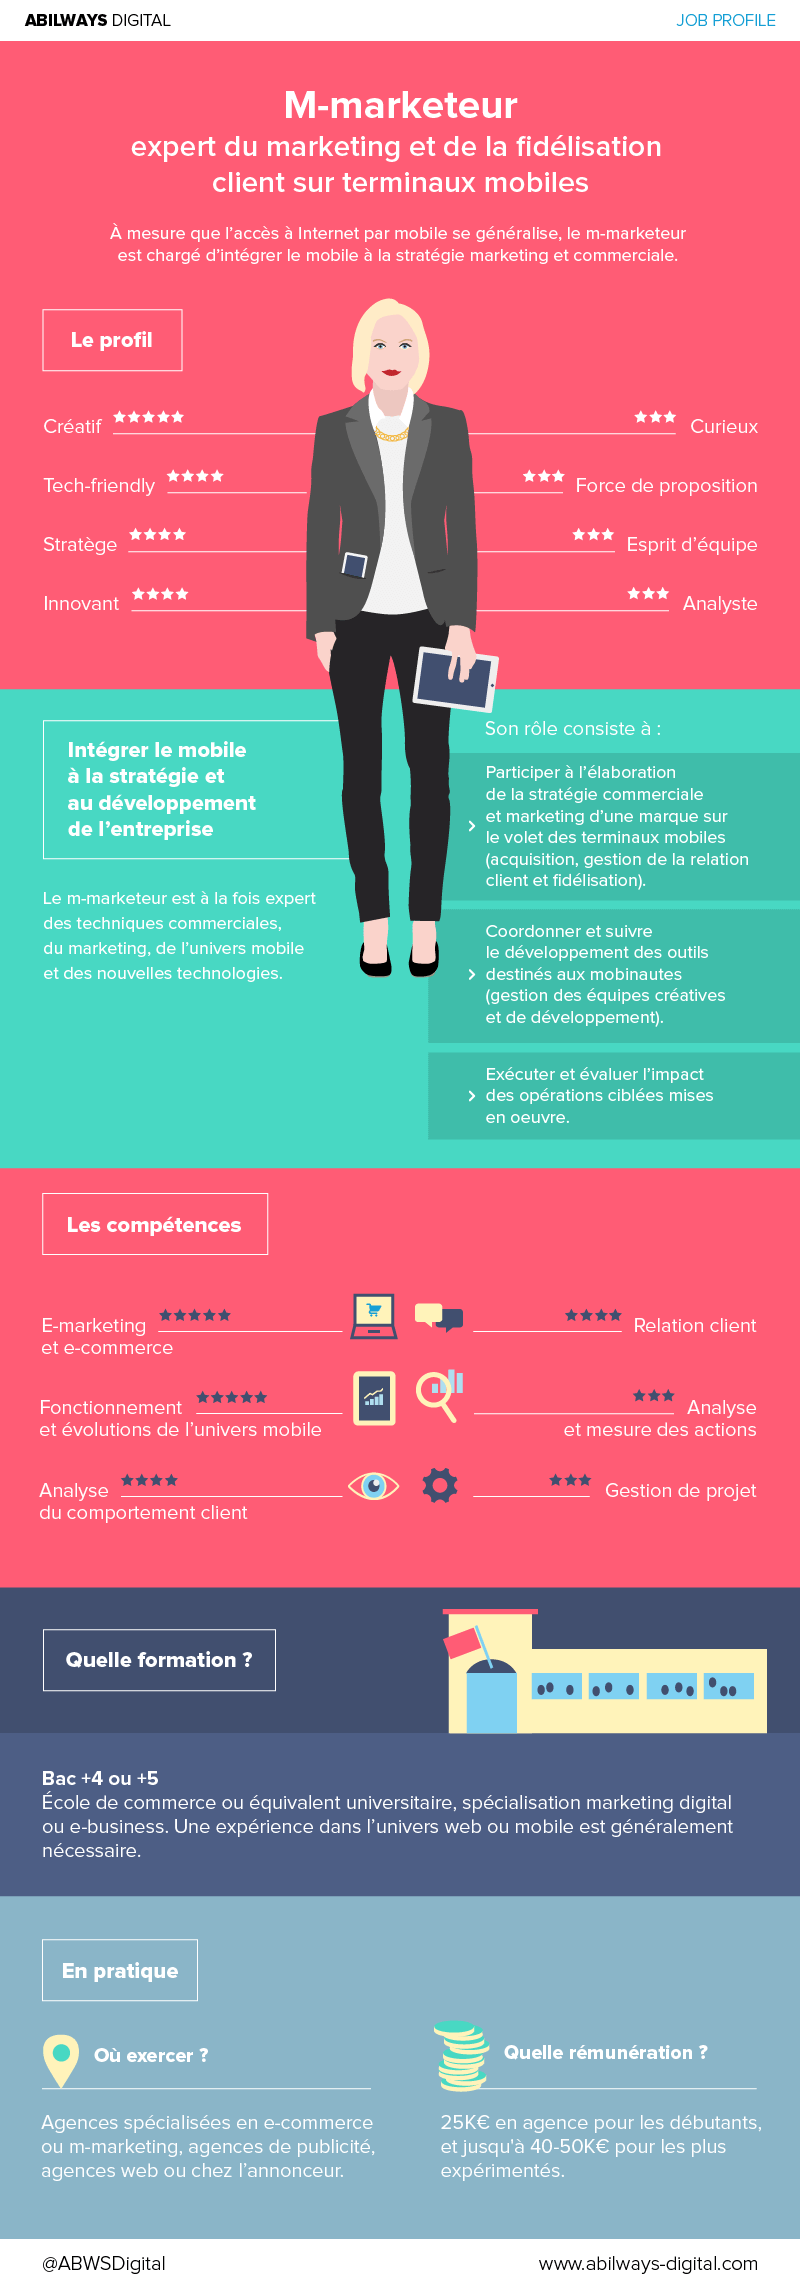 ABILWAYS DIGITAL
JOB PROFILE
M-marketeur
expert du marketing et de la fidélisation
client sur terminaux mobiles
À mesure que l'accès à Internet par mobile se généralise, le m-marketeur
est chargé d'intégrer le mobile à la stratégie marketing et commerciale.
Le profil
Créatif
Tech-friendly
Stratège
Innovant
Curieux
Force de proposition
Esprit d'équipe
Analyste
Intégrer le mobile
à la stratégie et
au développement
de l'entreprise
Le m-marketeur est à la fois expert
des techniques commerciales,
du marketing, de l'univers mobile
et des nouvelles technologies.
Son rôle consiste à :
Participer à l'élaboration
de la stratégie commerciale
et marketing d'une marque sur
le volet des terminaux mobiles
(acquisition, gestion de la relation
client et fidélisation).
Coordonner et suivre
le développement des outils
destinés aux mobinautes
(gestion des équipes créatives
et de développement).
Exécuter et évaluer l'impact
des opérations ciblées mises
en oeuvre.
Les compétences
E-marketing
et e-commerce
Fonctionnement
et évolutions de l'univers mobile
Analyse
du comportement client
Relation client
Analyse
et mesure des actions
Gestion de projet
Quelle formation ?
Bac +4 ou +5
École de commerce ou équivalent universitaire, spécialisation marketing digital
ou e-business. Une expérience dans l'univers web ou mobile est généralement
nécessaire.
En pratique
Où exercer ?
Agences spécialisées en e-commerce
ou m-marketing, agences de publicité,
agences web ou chez l'annonceur.
Quelle rémunération ?
25K€ en agence pour les débutants,
et jusqu'à 40-50K€ pour les plus
expérimentés.
@ABWSDigital
www.abilways-digital.com